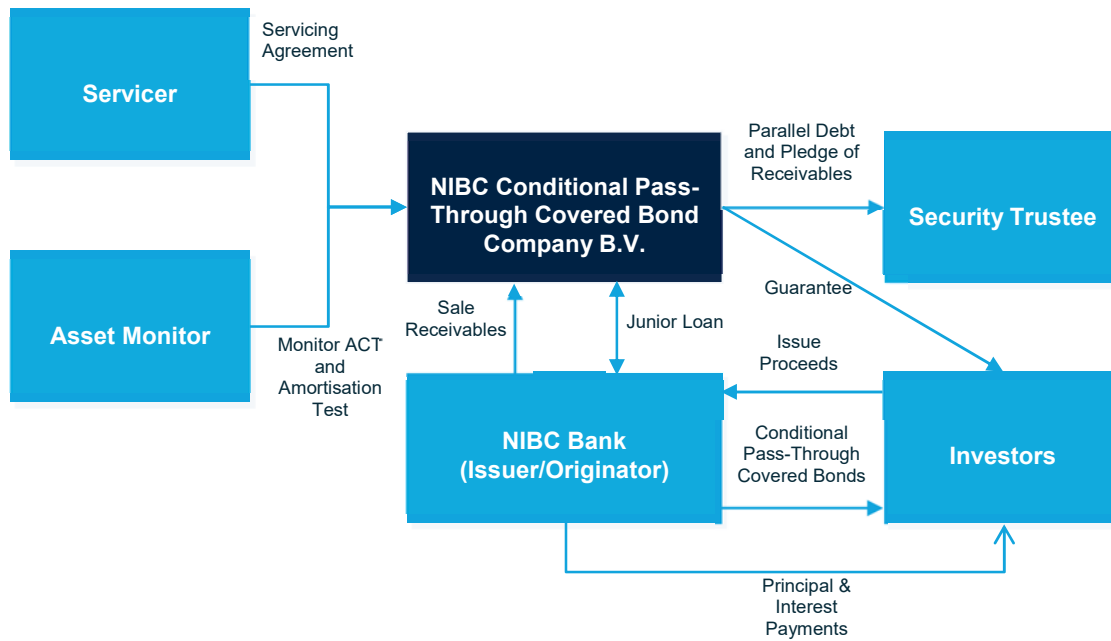 Servicing
Agreement
Servicer
Parallel Debt
and Pledge of
Receivables
NIBC Conditional Pass-
Through Covered Bond
Company B.V.
Security Trustee
Asset Monitor
Monitor ACT
and
Amortisation
Test
Sale
Receivables
Junior Loan
Guarantee
Issue
Proceeds
NIBC Bank
(Issuer/Originator)
Conditional
Pass-Through
Covered Bonds
Investors
Principal &
Interest
Payments